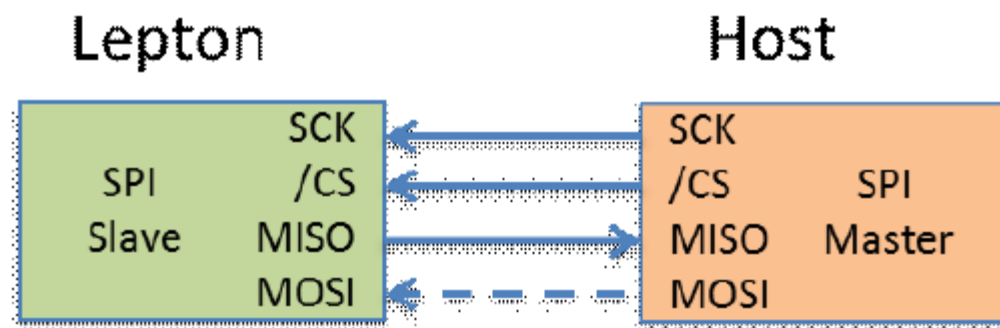 Lepton Host
SCK SCK
SPI /CS /CS SPI
Slave MISO MISO Master
MOSI MOSI